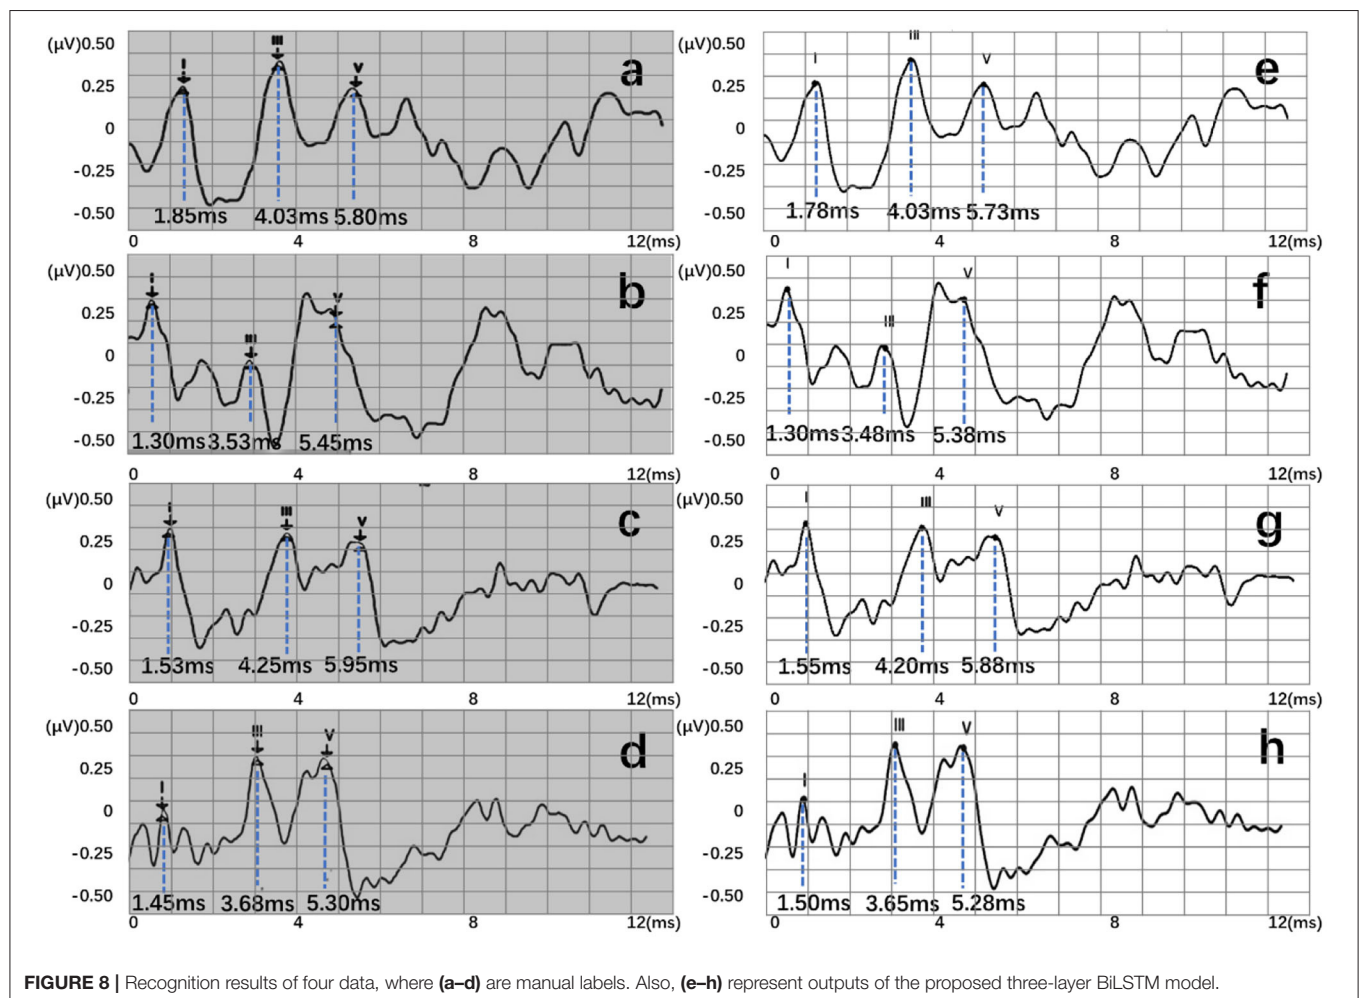 (μV)0.50
0.25
0
-0.25
-0.50
I
III
V
a
1.85ms 4.03ms 5.80ms
0 4 8 12(ms)
I
III
V
e
1.78ms 4.03ms 5.73ms
0 4 8 12(ms)
(μV)0.50
0.25
0
-0.25
-0.50
I
III
V
b
1.30ms 3.53ms 5.45ms
0 4 8 12(ms)
(μV)0.50
0.25
0
-0.25
-0.50
I
III
V
f
1.30ms 3.48ms 5.38ms
0 4 8 12(ms)
(μV)0.50
0.25
0
-0.25
-0.50
I
III
V
c
1.53ms 4.25ms 5.95ms
0 4 8 12(ms)
(μV)0.50
0.25
0
-0.25
-0.50
I
III
V
g
1.55ms 4.20ms 5.88ms
0 4 8 12(ms)
(μV)0.50
0.25
0
-0.25
-0.50
I
III
V
d
1.45ms 3.68ms 5.30ms
0 4 8 12(ms)
(μV)0.50
0.25
0
-0.25
-0.50
I
III
V
h
1.50ms 3.65ms 5.28ms
0 4 8 12(ms)
(μV)0.50
0.25
0
-0.25
-0.50
FIGURE 8 | Recognition results of four data, where (a–d) are manual labels. Also, (e–h) represent outputs of the proposed three-layer BiLSTM model.